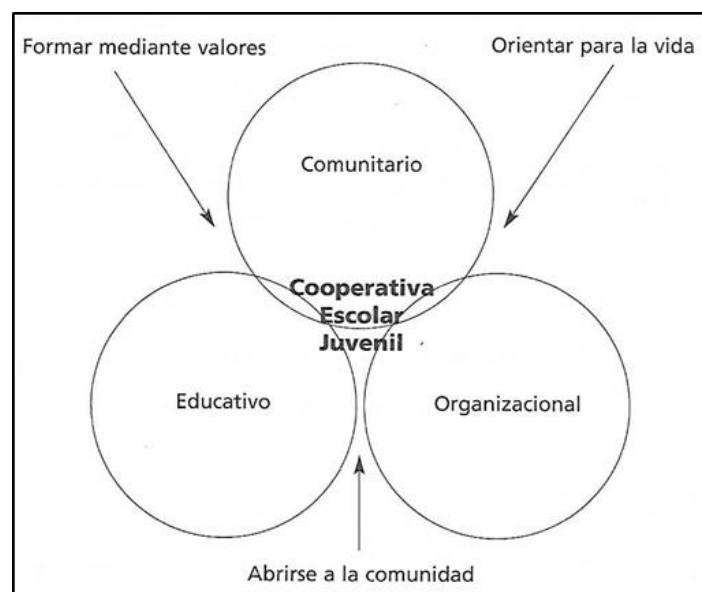 Formar mediante valores
Orientar para la vida
Comunitario
Cooperativa
Escolar
Juvenil
Educativo
Organizacional
Abrirse a la comunidad